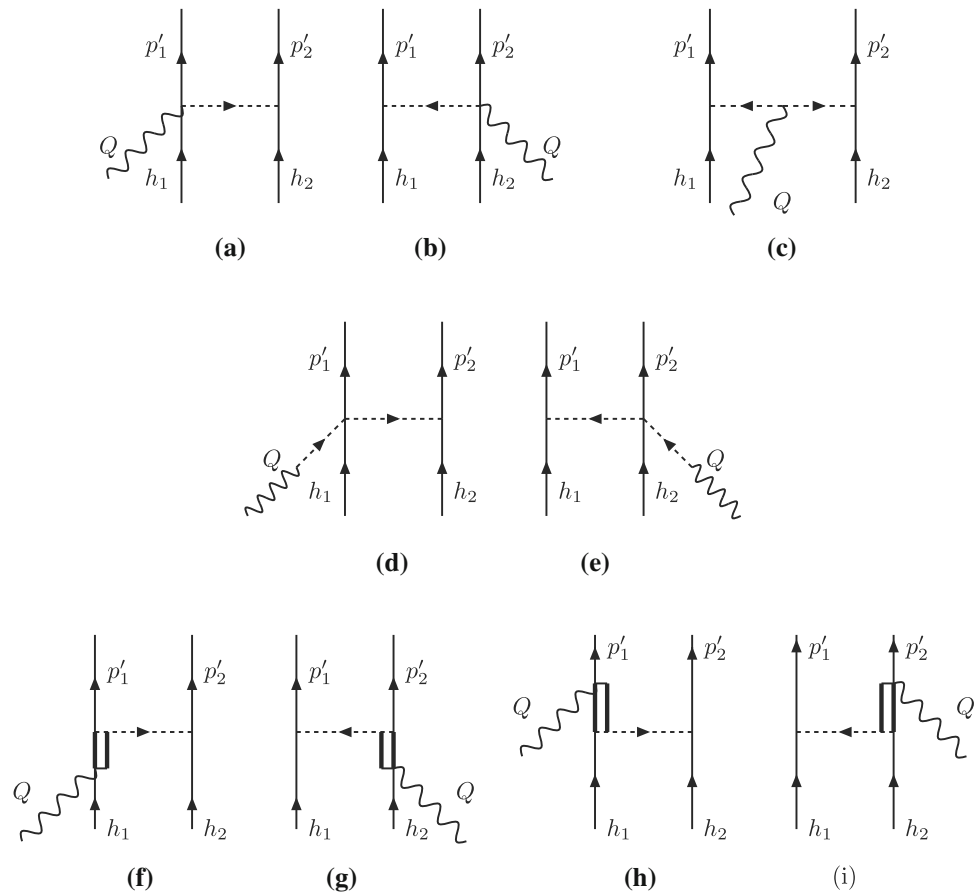 p′₁ p′₂ p′₁ p′₂ p′₁ p′₂
Q Q
h₁ h₂ h₁ h₂ h₁ Q h₂
(a) (b) (c)
p′₁ p′₂ p′₁ p′₂
Q Q
h₁ h₂ h₁ h₂
(d) (e)
p′₁ p′₂ p′₁ p′₂ p′₁ p′₂ p′₁ p′₂
Q Q Q Q
h₁ h₂ h₁ h₂ h₁ h₂ h₁ h₂
(f) (g) (h) (i)